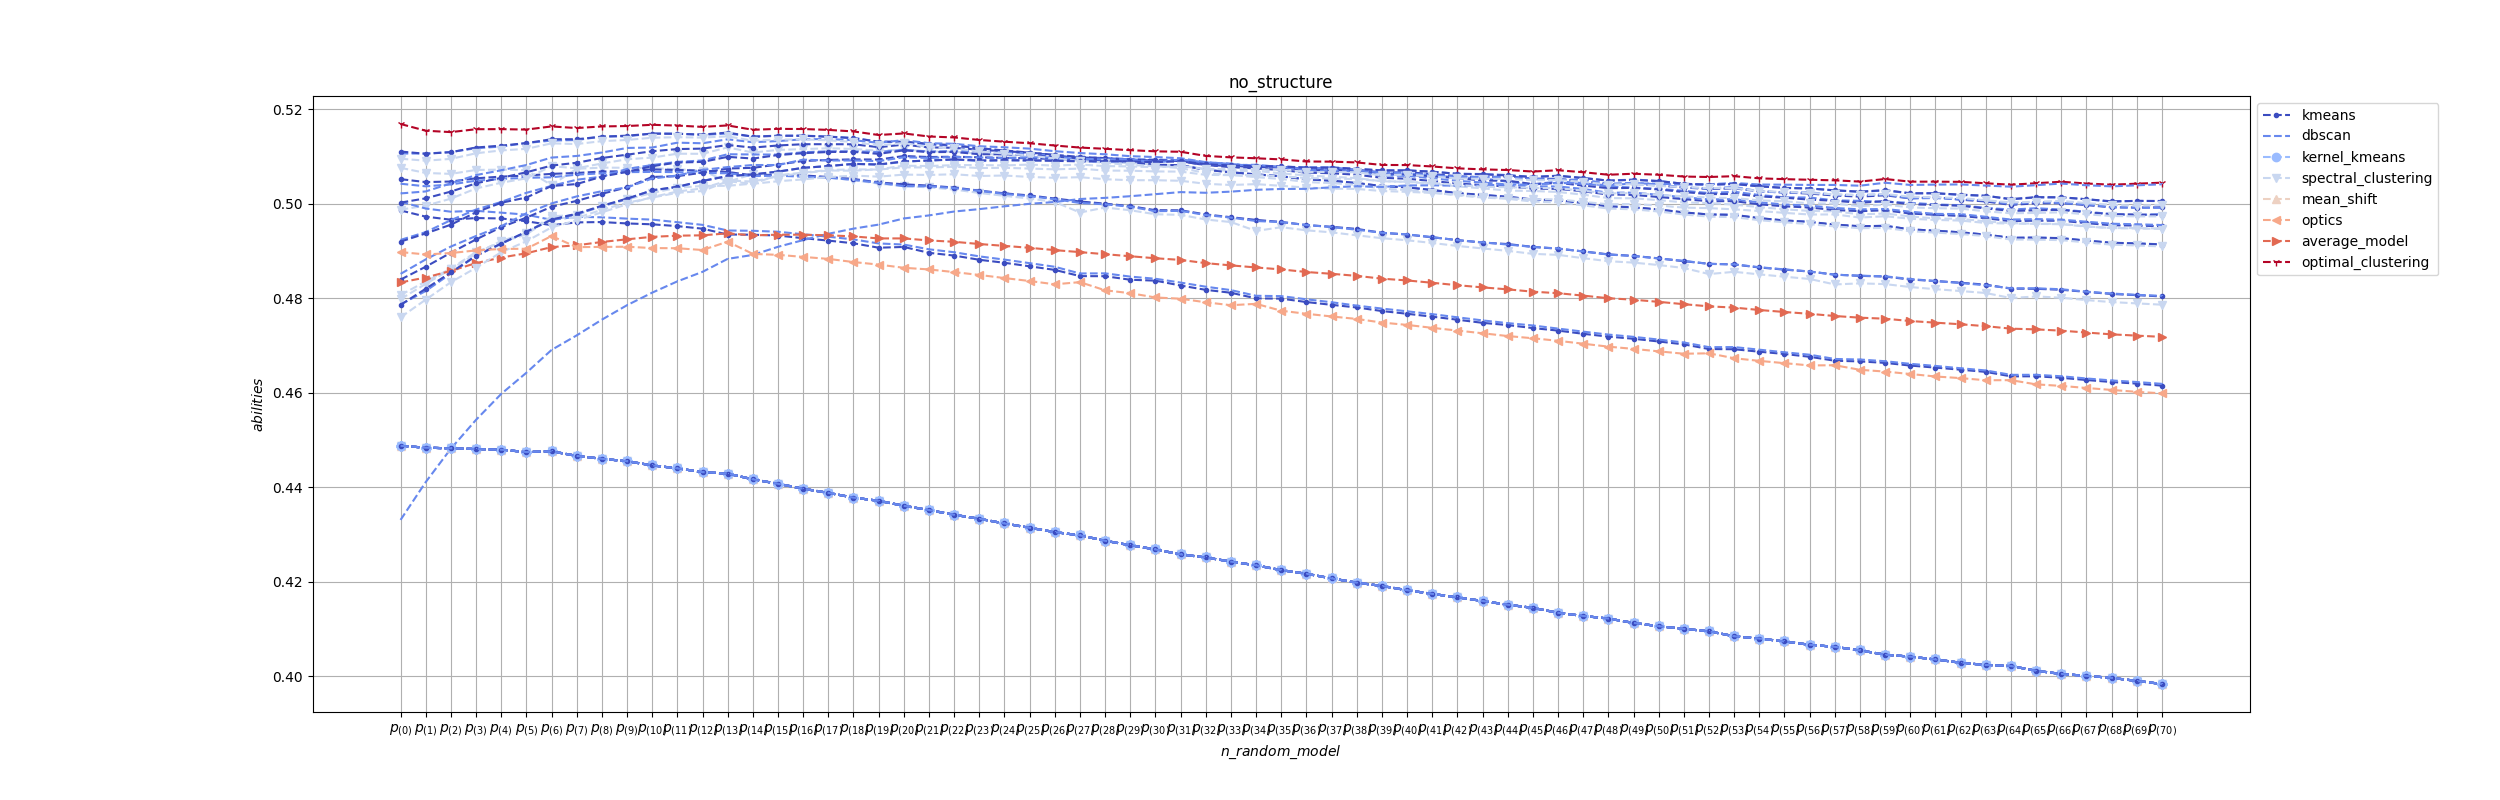 no_structure
0.52
0.50
0.48
0.46
0.44
0.42
0.40
abilities
p(0) p(1) p(2) p(3) p(4) p(5) p(6) p(7) p(8) p(9) p(10) p(11) p(12) p(13) p(14) p(15) p(16) p(17) p(18) p(19) p(20) p(21) p(22) p(23) p(24) p(25) p(26) p(27) p(28) p(29) p(30) p(31) p(32) p(33) p(34) p(35) p(36) p(37) p(38) p(39) p(40) p(41) p(42) p(43) p(44) p(45) p(46) p(47) p(48) p(49) p(50) p(51) p(52) p(53) p(54) p(55) p(56) p(57) p(58) p(59) p(60) p(61) p(62) p(63) p(64) p(65) p(66) p(67) p(68) p(69) p(70)
n_random_model
kmeans
dbscan
kernel_kmeans
spectral_clustering
mean_shift
optics
average_model
optimal_clustering